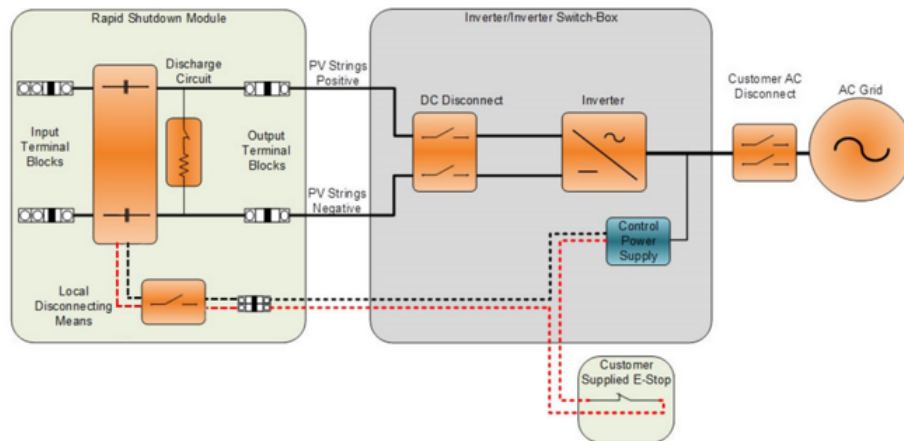 Rapid Shutdown Module
Inverter/Inverter Switch-Box
Discharge
Circuit
PV Strings
Positive
DC Disconnect
Inverter
Customer AC
Disconnect
AC Grid
Input
Terminal
Blocks
Output
Terminal
Blocks
PV Strings
Negative
Control
Power
Supply
Local
Disconnecting
Means
Customer
Supplied E-Stop